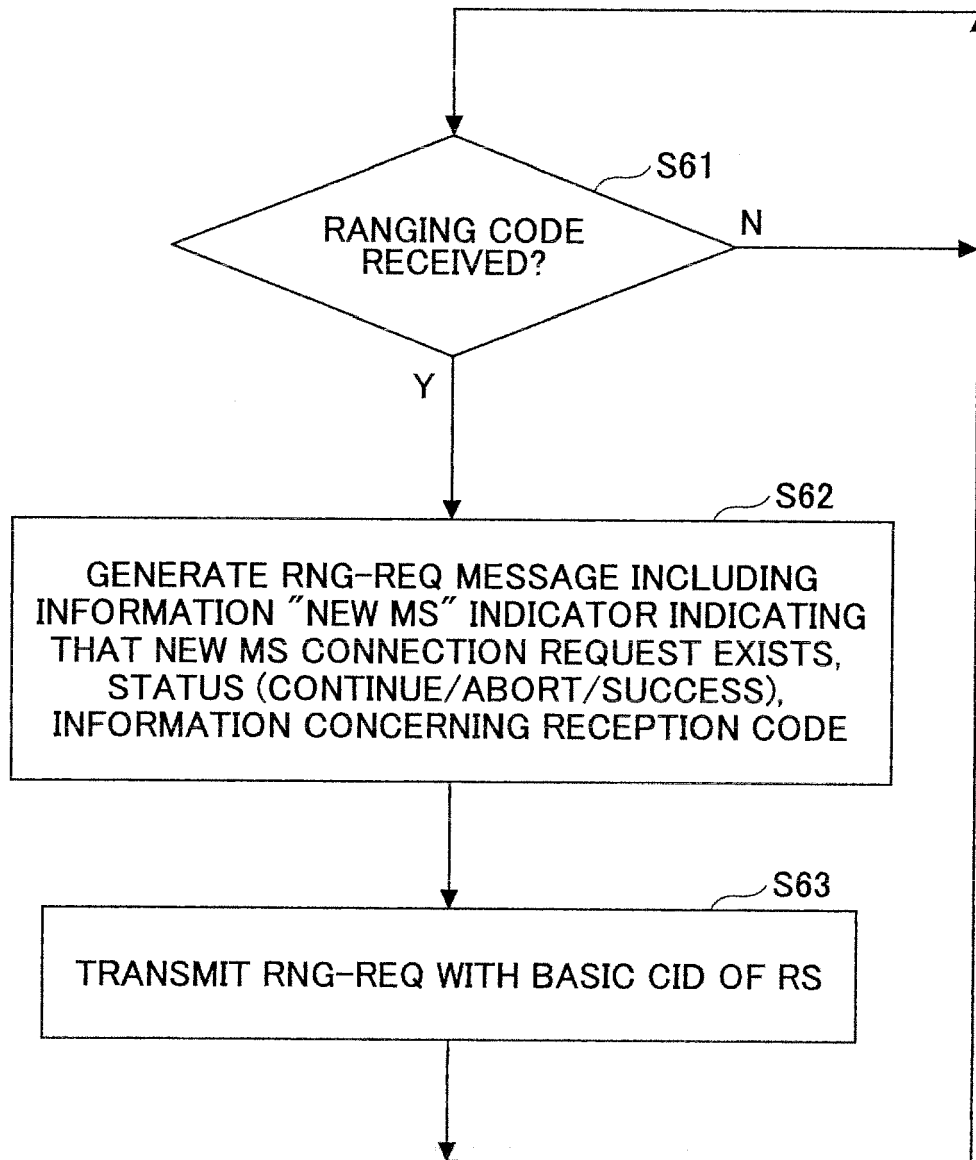 S61
RANGING CODE
RECEIVED?
N
Y
S62
GENERATE RNG-REQ MESSAGE INCLUDING
INFORMATION "NEW MS" INDICATOR INDICATING
THAT NEW MS CONNECTION REQUEST EXISTS,
STATUS (CONTINUE/ABORT/SUCCESS),
INFORMATION CONCERNING RECEPTION CODE
S63
TRANSMIT RNG-REQ WITH BASIC CID OF RS